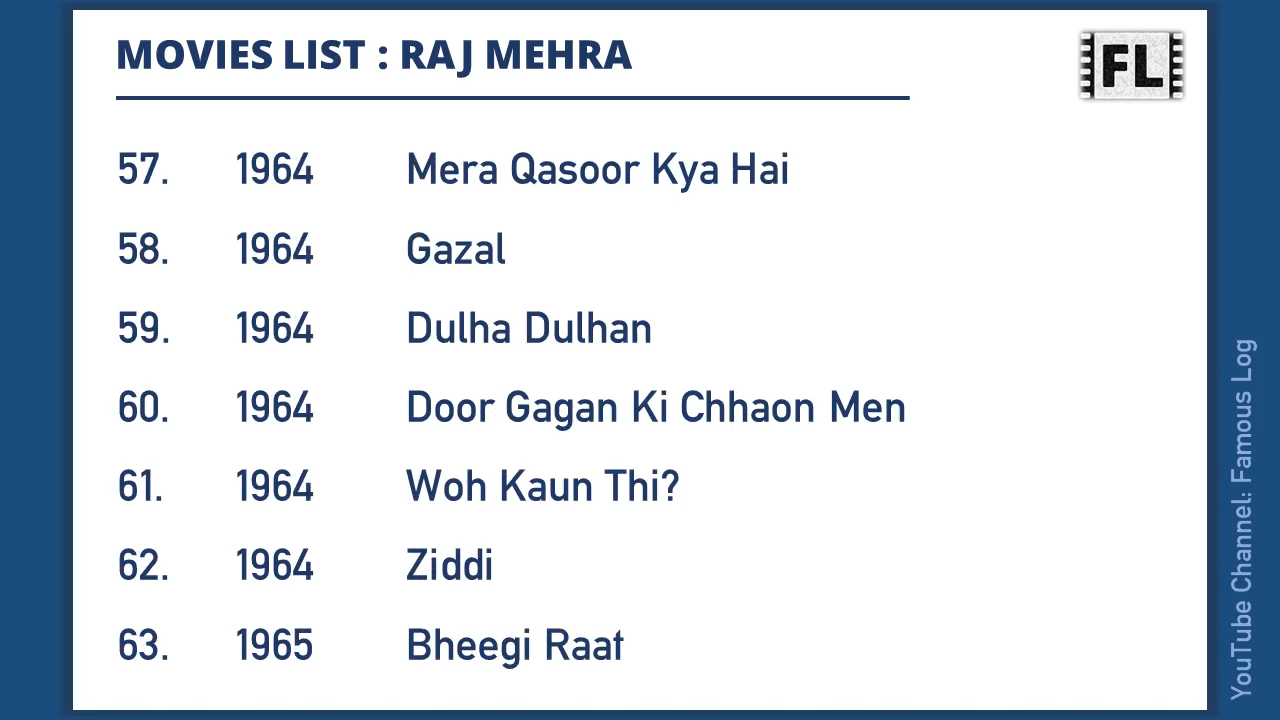 MOVIES LIST : RAJ MEHRA
FL
57. 1964 Mera Qasoor Kya Hai
58. 1964 Gazal
59. 1964 Dulha Dulhan
60. 1964 Door Gagan Ki Chhaon Men
61. 1964 Woh Kaun Thi?
62. 1964 Ziddi
63. 1965 Bheegi Raat
YouTube Channel: Famous Log